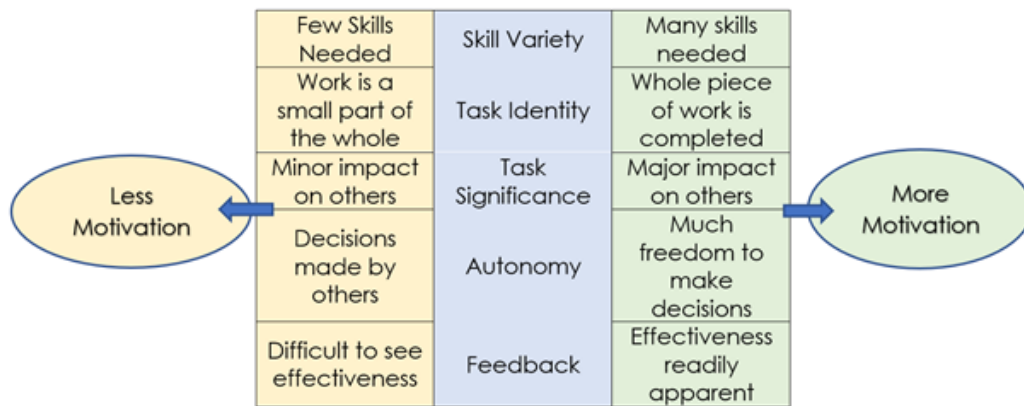 Few Skills
Needed
Skill Variety
Many skills
needed
Work is a
small part of
the whole
Task Identity
Whole piece
of work is
completed
Minor impact
on others
Task
Significance
Major impact
on others
Less
Motivation
More
Motivation
Decisions
made by
others
Autonomy
Much
freedom to
make
decisions
Difficult to see
effectiveness
Feedback
Effectiveness
readily
apparent